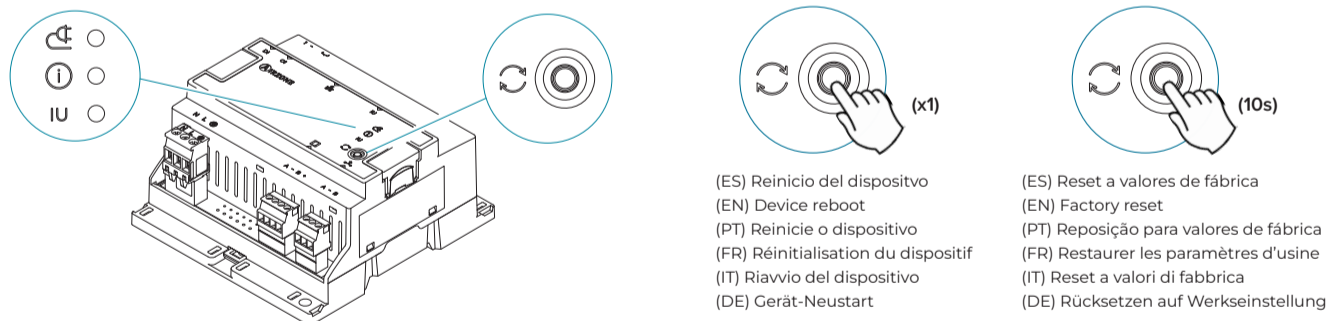 IU
N L
A - B +
A - B
(x1)
(10s)
(ES) Reinicio del dispositvo
(EN) Device reboot
(PT) Reinicie o dispositivo
(FR) Réinitialisation du dispositif
(IT) Riavvio del dispositivo
(DE) Gerät-Neustart
(ES) Reset a valores de fábrica
(EN) Factory reset
(PT) Reposição para valores de fábrica
(FR) Restaurer les paramètres d'usine
(IT) Reset a valori di fabbrica
(DE) Rücksetzen auf Werkseinstellung